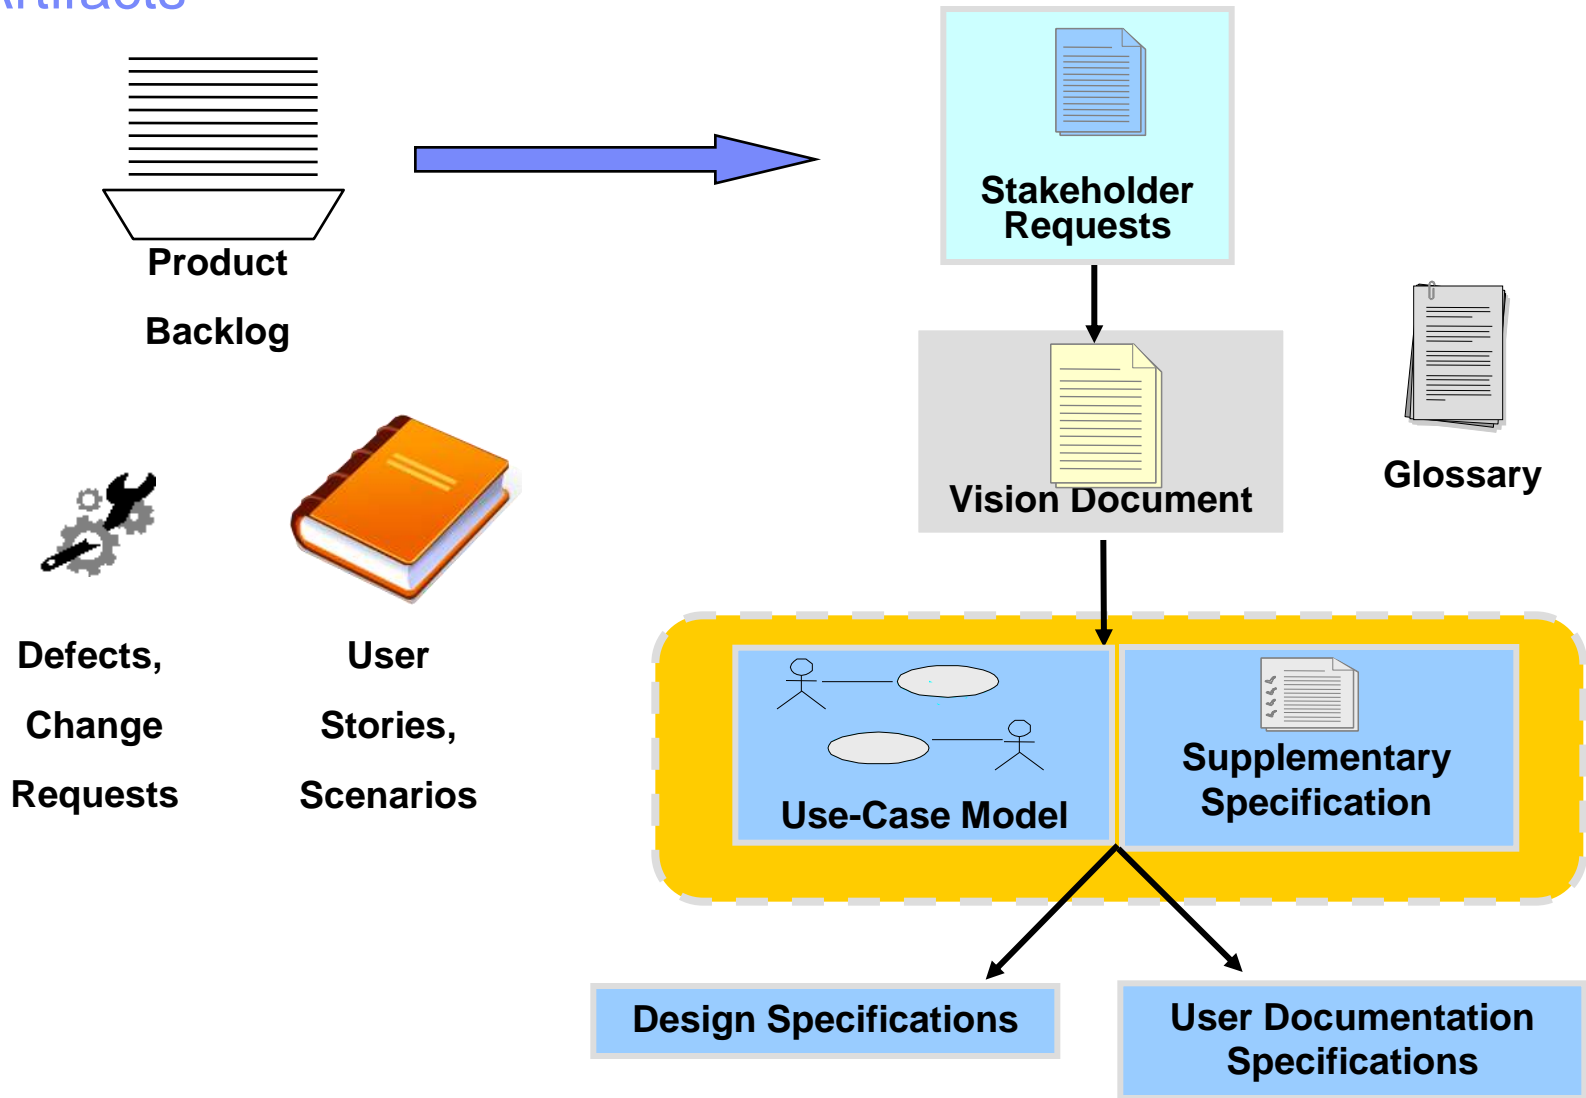 Artifacts
Product
Backlog
Defects,
Change
Requests
User
Stories,
Scenarios
Stakeholder
Requests
Vision Document
Glossary
Use-Case Model
Supplementary
Specification
Design Specifications
User Documentation
Specifications